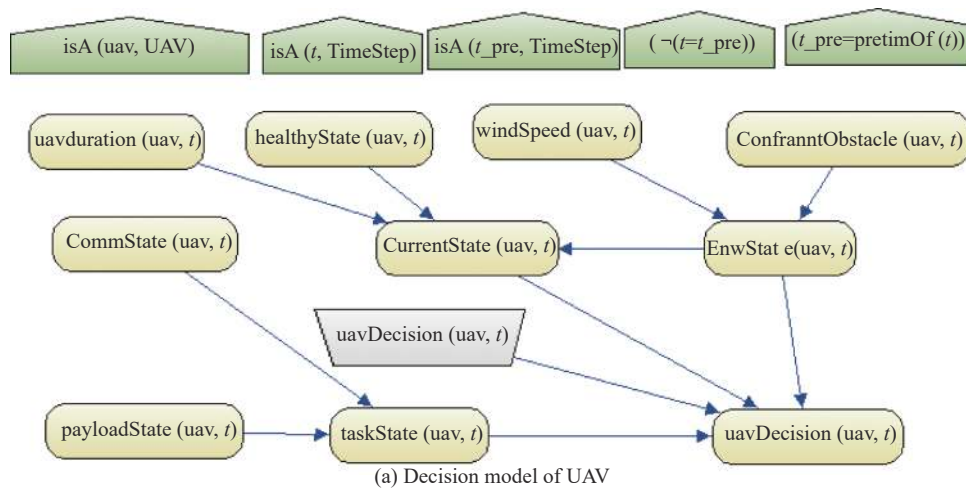 isA (uav, UAV)
isA (t, TimeStep)
isA (t_pre, TimeStep)
( ¬(t=t_pre))
(t_pre=pretimOf (t))
uavduration (uav, t)
healthyState (uav, t)
windSpeed (uav, t)
ConfranntObstacle (uav, t)
CommState (uav, t)
CurrentState (uav, t)
EnwStat e(uav, t)
uavDecision (uav, t)
payloadState (uav, t)
taskState (uav, t)
uavDecision (uav, t)
(a) Decision model of UAV